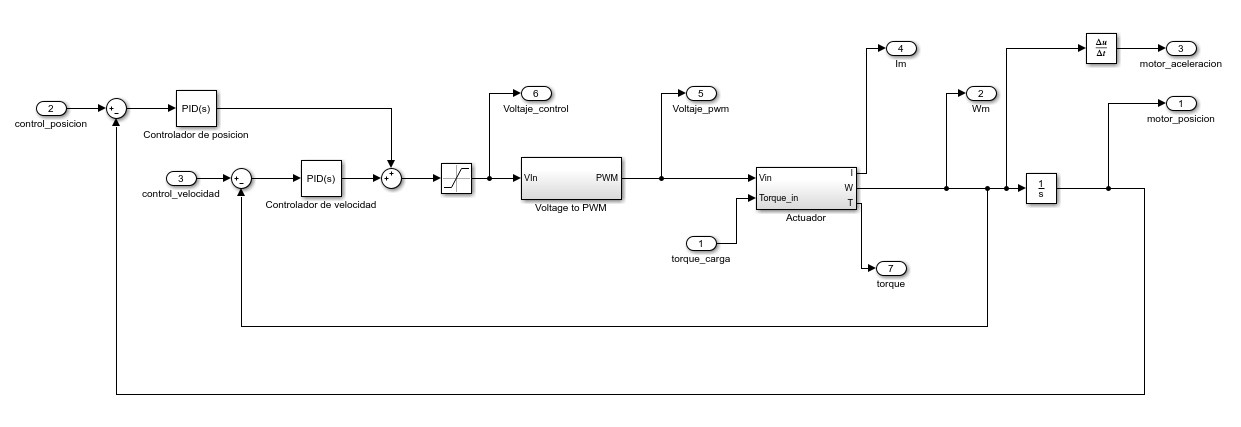 4
Im
Δu
Δt
3
motor_aceleracion
2
control_posicion
+
−
PID(s)
Controlador de posicion
6
Voltaje_control
5
Voltaje_pwm
2
Wm
1
motor_posicion
3
control_velocidad
+
−
PID(s)
Controlador de velocidad
+
+
VIn
PWM
Voltage to PWM
Vin
Torque_in
I
W
T
Actuador
1
s
1
torque_carga
7
torque